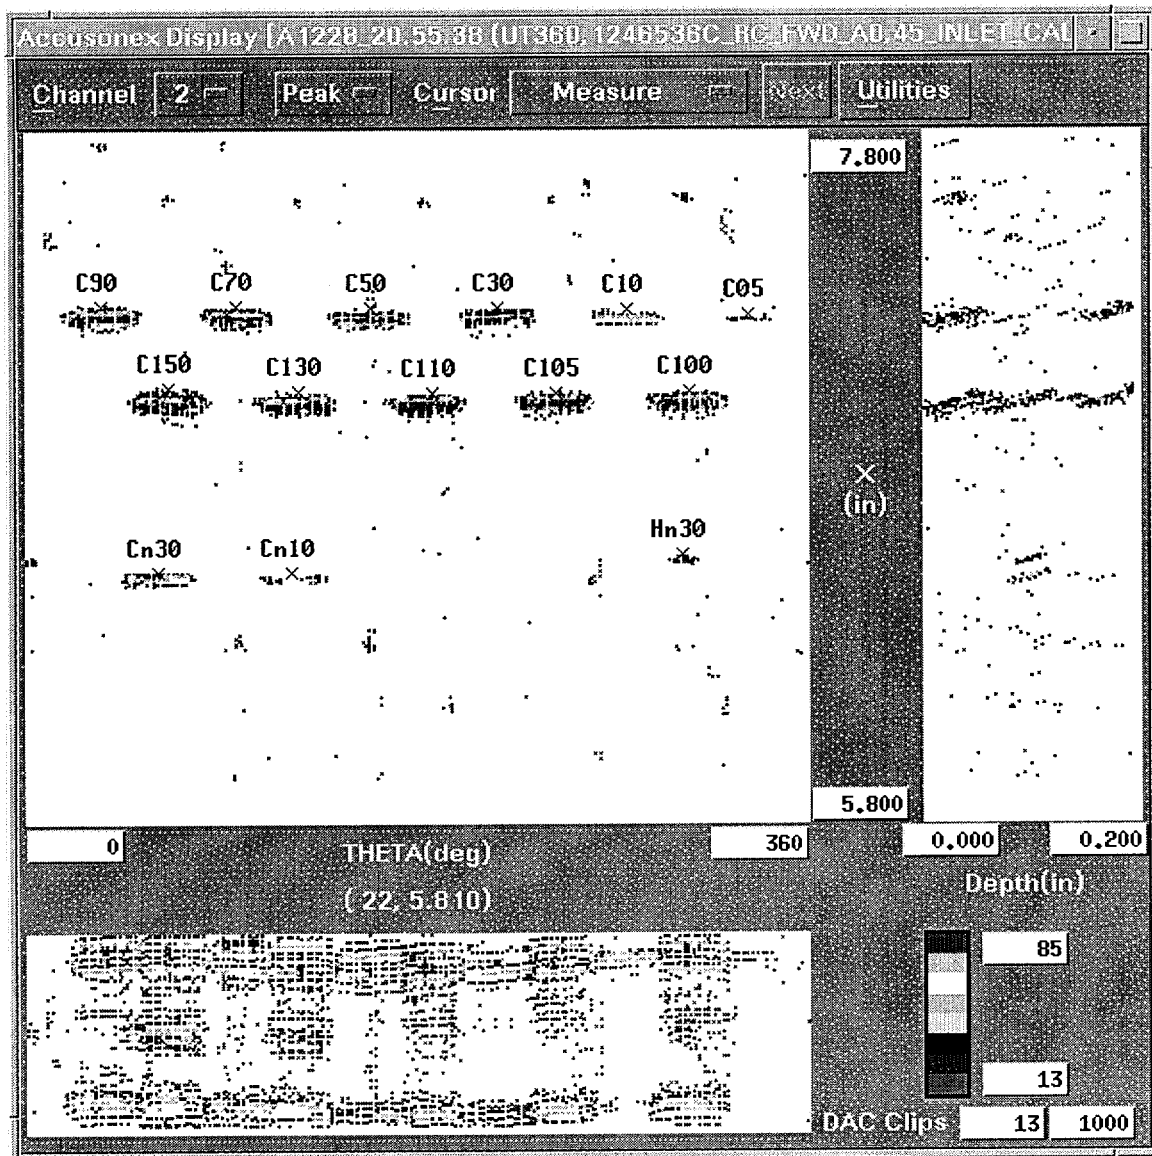 Accusonex Display [A1228_20.55.38 (UT360, 1246536C_RC_FWD_A0.45_INLET_CAL
Channel 2 Peak Cursor Measure Next Utilities
7.800
C90 C70 C50 C30 C10 C05
C150 C130 C110 C105 C100
X
(in)
Cn30 Cn10 Hn30
5.800
0 THETA(deg) 360 0.000 0.200
Depth(in)
( 22, 5.810)
85
13
DAC Clips 13 1000